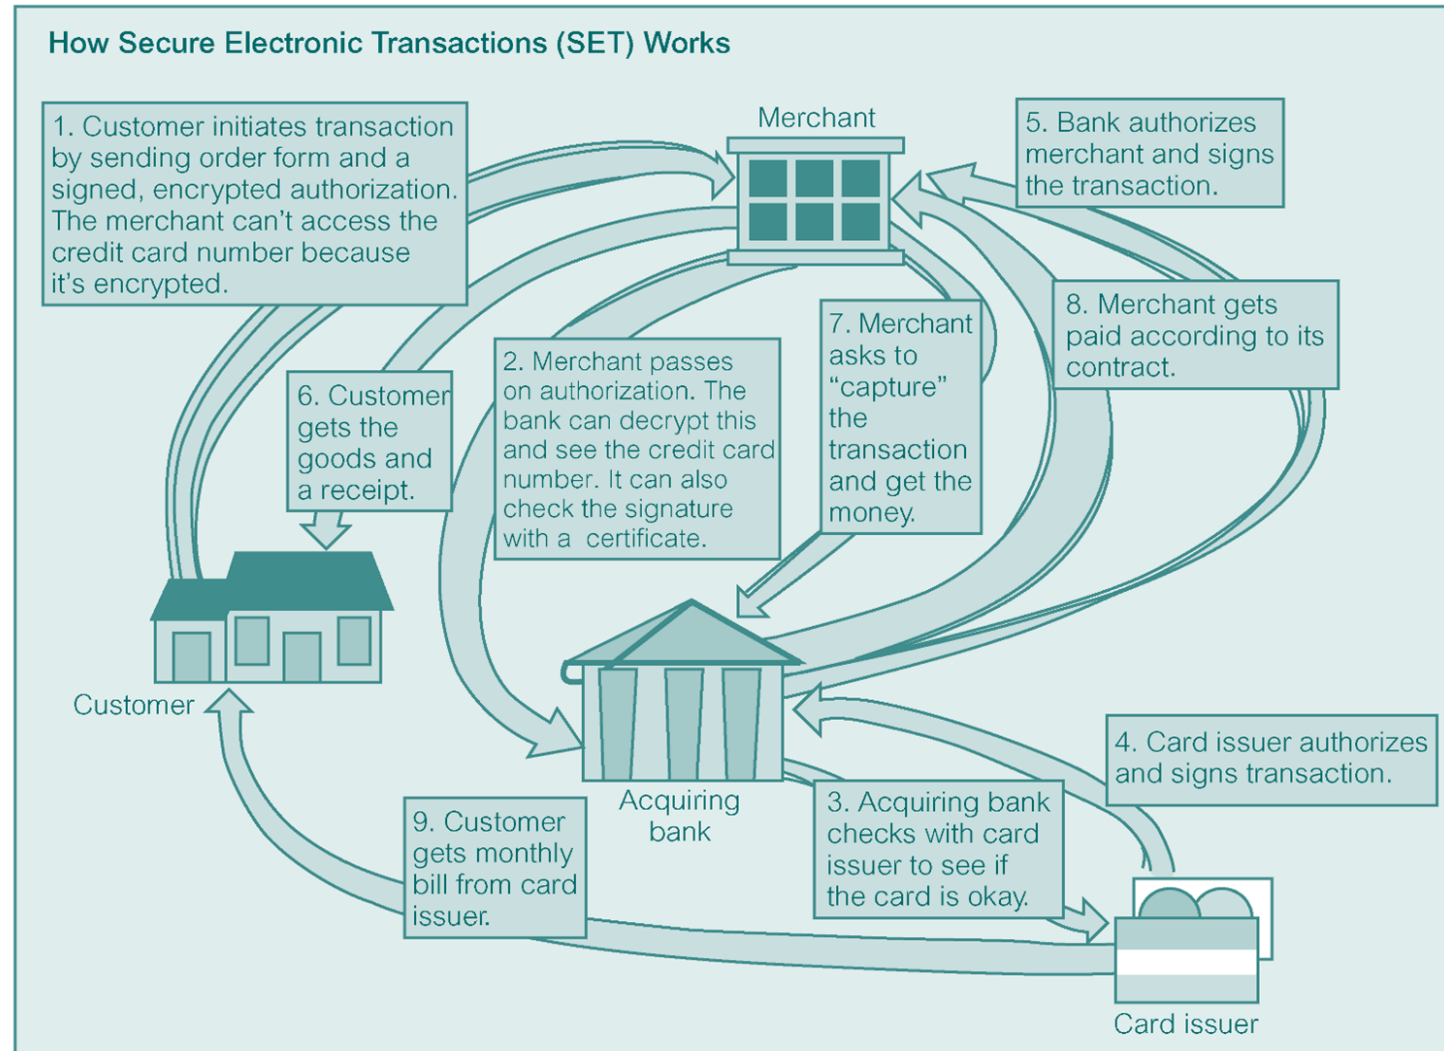 How Secure Electronic Transactions (SET) Works
1. Customer initiates transaction
by sending order form and a
signed, encrypted authorization.
The merchant can't access the
credit card number because
it's encrypted.
Merchant
5. Bank authorizes
merchant and signs
the transaction.
8. Merchant gets
paid according to its
contract.
7. Merchant
asks to
“capture”
the
transaction
and get the
money.
2. Merchant passes
on authorization. The
bank can decrypt this
and see the credit card
number. It can also
check the signature
with a certificate.
6. Customer
gets the
goods and
a receipt.
Customer
Acquiring
bank
4. Card issuer authorizes
and signs transaction.
3. Acquiring bank
checks with card
issuer to see if
the card is okay.
9. Customer
gets monthly
bill from card
issuer.
Card issuer